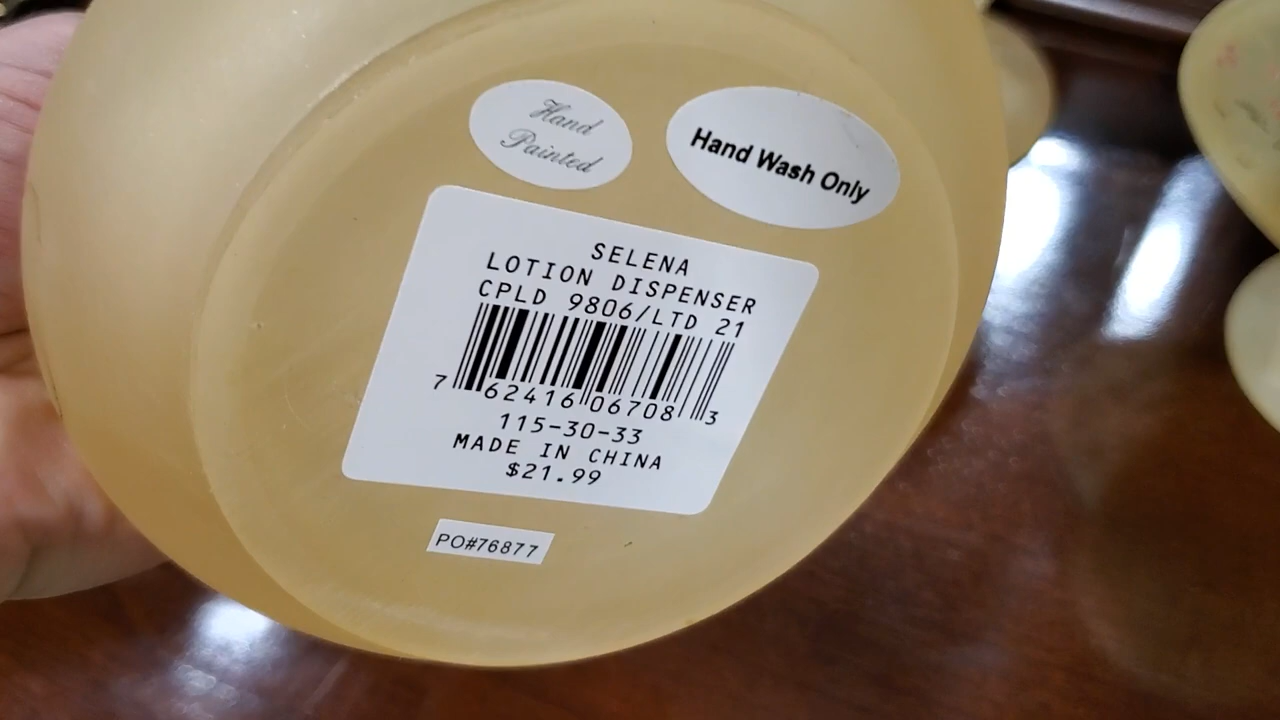 Hand
Painted
Hand Wash Only
SELENA
LOTION DISPENSER
CPLD 9806/LTD 21
7 62416 06708 3
115-30-33
MADE IN CHINA
$21.99
PO#76877